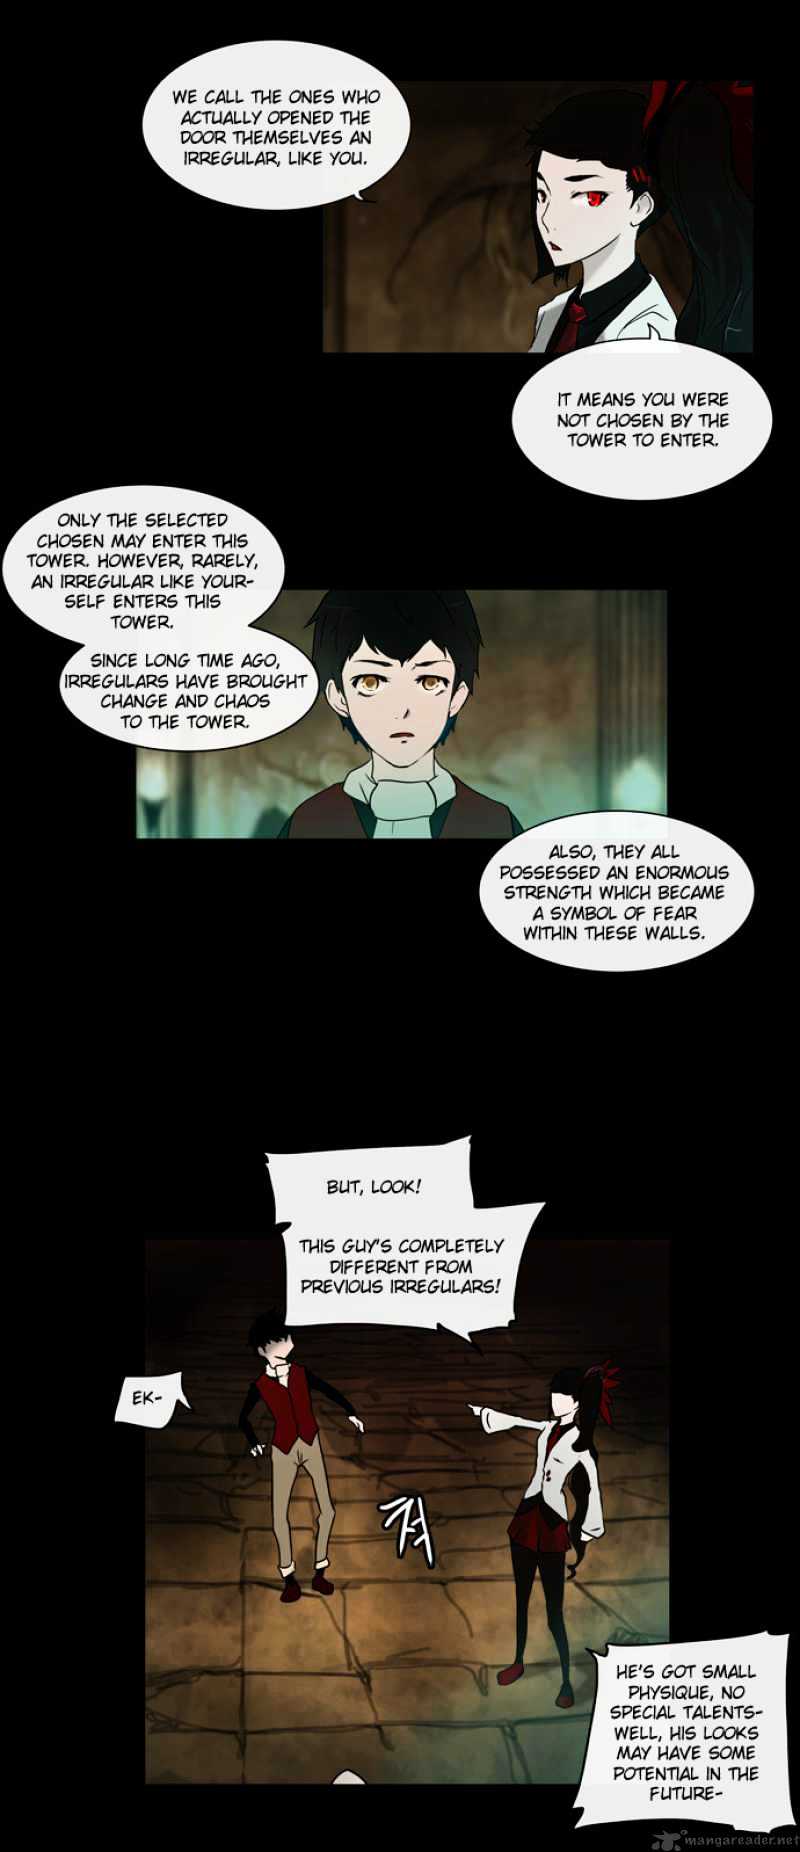 WE CALL THE ONES WHO
ACTUALLY OPENED THE
DOOR THEMSELVES AN
IRREGULAR, LIKE YOU.
IT MEANS YOU WERE
NOT CHOSEN BY THE
TOWER TO ENTER.
ONLY THE SELECTED
CHOSEN MAY ENTER THIS
TOWER. HOWEVER, RARELY,
AN IRREGULAR LIKE YOUR-
SELF ENTERS THIS
TOWER.
SINCE LONG TIME AGO,
IRREGULARS HAVE BROUGHT
CHANGE AND CHAOS
TO THE TOWER.
ALSO, THEY ALL
POSSESSED AN ENORMOUS
STRENGTH WHICH BECAME
A SYMBOL OF FEAR
WITHIN THESE WALLS.
BUT, LOOK!
THIS GUY'S COMPLETELY
DIFFERENT FROM
PREVIOUS IRREGULARS!
EK-
척
HE'S GOT SMALL
PHYSIQUE, NO
SPECIAL TALENTS-
WELL, HIS LOOKS
MAY HAVE SOME
POTENTIAL IN THE
FUTURE-
mangareader.net